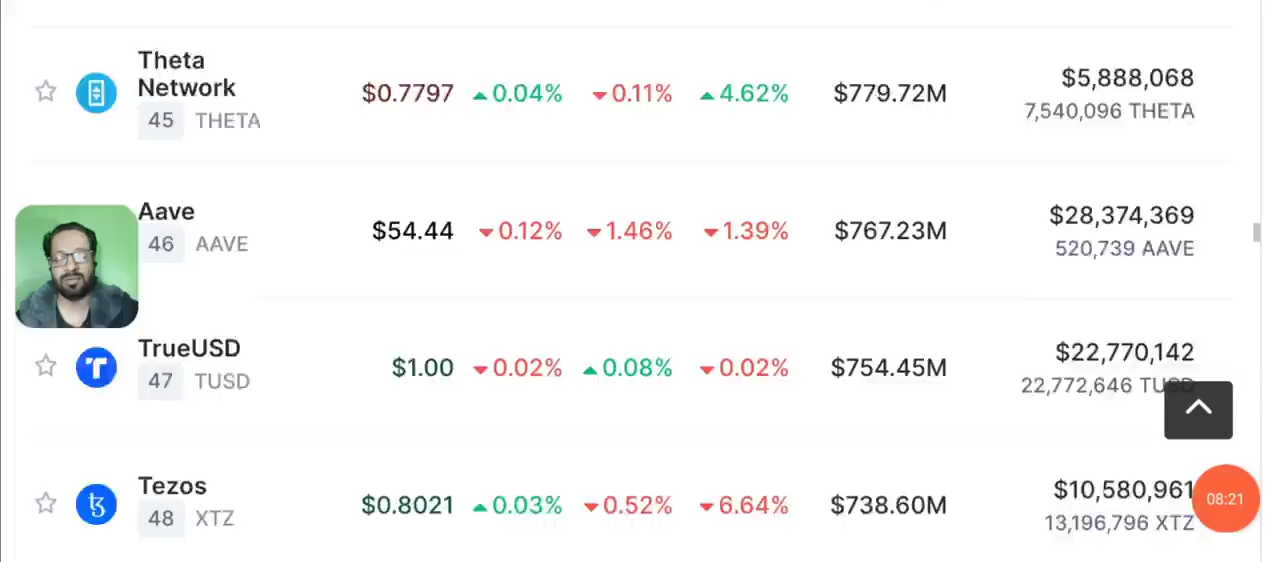 Theta
Network
45 THETA
$0.7797 0.04% 0.11% 4.62% $779.72M $5,888,068
7,540,096 THETA
Aave
46 AAVE
$54.44 0.12% 1.46% 1.39% $767.23M $28,374,369
520,739 AAVE
TrueUSD
47 TUSD
$1.00 0.02% 0.08% 0.02% $754.45M $22,770,142
22,772,646 TUSD
Tezos
48 XTZ
$0.8021 0.03% 0.52% 6.64% $738.60M $10,580,961
13,196,796 XTZ
08:21